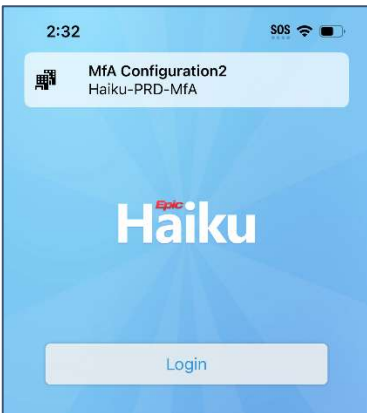 2:32
SOS
MfA Configuration2
Haiku-PRD-MfA
Epic
Haiku
Login